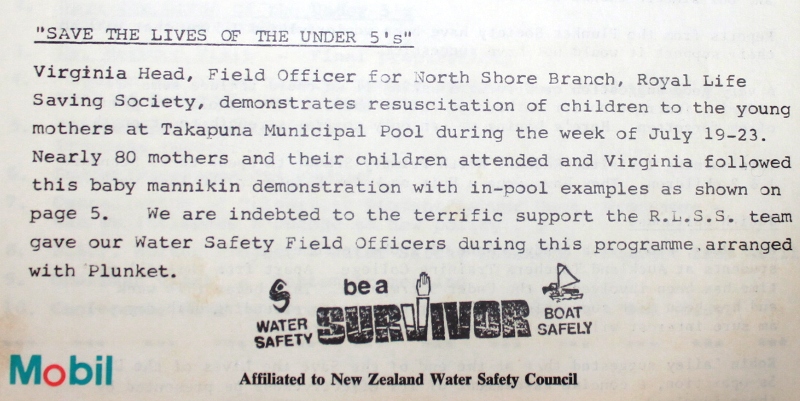 "SAVE THE LIVES OF THE UNDER 5's"
Virginia Head, Field Officer for North Shore Branch, Royal Life
Saving Society, demonstrates resuscitation of children to the young
mothers at Takapuna Municipal Pool during the week of July 19-23.
Nearly 80 mothers and their children attended and Virginia followed
this baby mannikin demonstration with in-pool examples as shown on
page 5. We are indebted to the terrific support the R.L.S.S. team
gave our Water Safety Field Officers during this programme arranged
with Plunket.
be a
WATER SAFETY
SURVIVOR
BOAT SAFELY
Mobil
Affiliated to New Zealand Water Safety Council